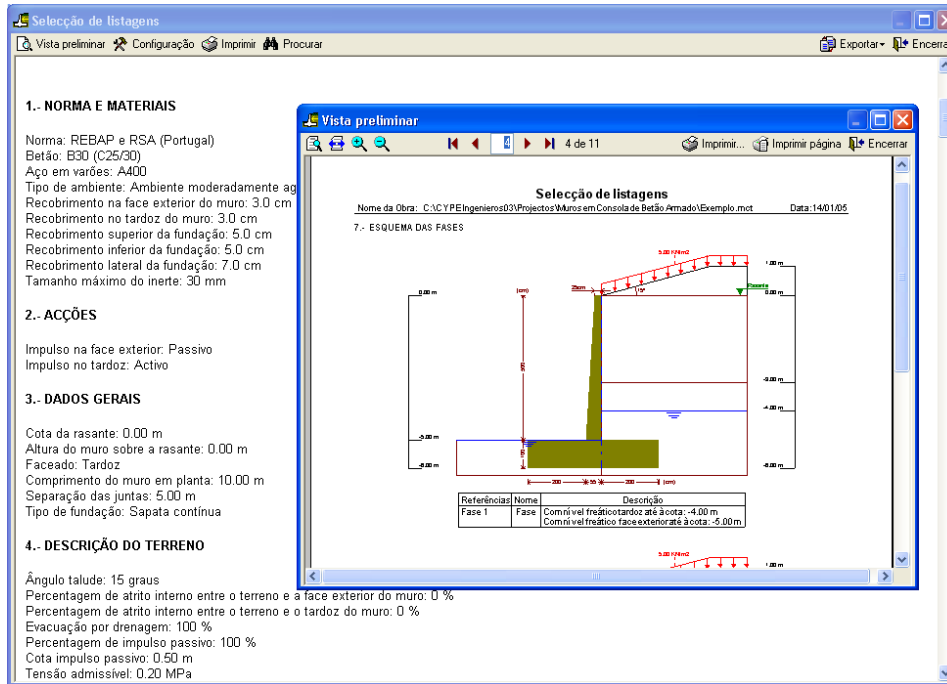 Selecção de listagens
Vista preliminar Configuração Imprimir Procurar Exportar Encerra
1.- NORMA E MATERIAIS
Norma: REBAP e RSA (Portugal)
Betão: B30 (C25/30)
Aço em varões: A400
Tipo de ambiente: Ambiente moderadamente ag
Recobrimento na face exterior do muro: 3.0 cm
Recobrimento no tardoz do muro: 3.0 cm
Recobrimento superior da fundação: 5.0 cm
Recobrimento inferior da fundação: 5.0 cm
Recobrimento lateral da fundação: 7.0 cm
Tamanho máximo do inerte: 30 mm
2.- ACÇÕES
Impulso na face exterior: Passivo
Impulso no tardoz: Activo
3.- DADOS GERAIS
Cota da rasante: 0.00 m
Altura do muro sobre a rasante: 0.00 m
Faceado: Tardoz
Comprimento do muro em planta: 10.00 m
Separação das juntas: 5.00 m
Tipo de fundação: Sapata contínua
4.- DESCRIÇÃO DO TERRENO
Ângulo talude: 15 graus
Percentagem de atrito interno entre o terreno e a face exterior do muro: 0 %
Percentagem de atrito interno entre o terreno e o tardoz do muro: 0 %
Evacuação por drenagem: 100 %
Percentagem de impulso passivo: 100 %
Cota impulso passivo: 0.50 m
Tensão admissível: 0.20 MPa
Vista preliminar
4 4 de 11 Imprimir... Imprimir página Encerrar
Selecção de listagens
Nome da Obra: C:\CYPE Ingenieros03\Projectos\Muros em Consola de Betão Armado\Exemplo.mct Data:14/01/05
7.- ESQUEMA DAS FASES
5.00 KN/m2
1.00 m
25cm
15°
Rasante
0.00 m
(cm)
0.00 m
500
-3.00 m
-4.00 m
-5.00 m
100
-6.00 m
-6.00 m
200 55 200 (cm)
Referências Nome Descrição
Fase 1 Fase Com nível freático tardoz até à cota: -4.00 m
Com nível freático face exterior até à cota: -5.00 m
5.00 KN/m2
1.00 m